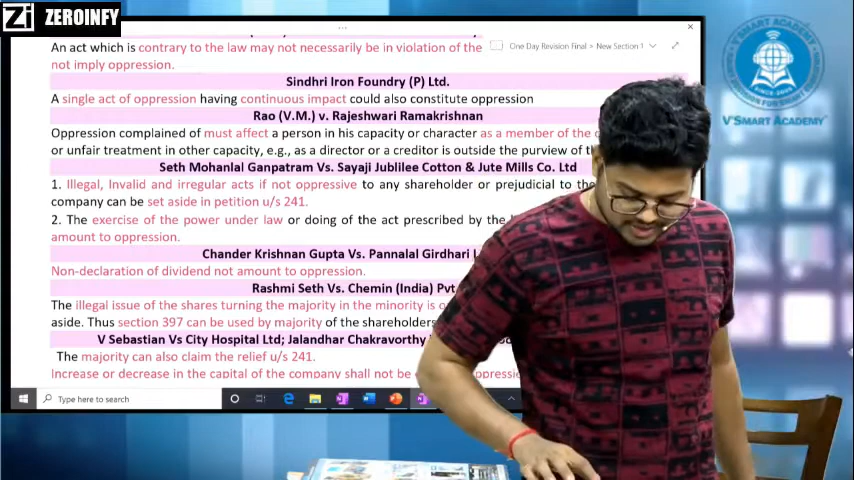 Zi ZEROINFY
An act which is contrary to the law may not necessarily be in violation of the
not imply oppression.
One Day Revision Final > New Section 1
Sindhri Iron Foundry (P) Ltd.
A single act of oppression having continuous impact could also constitute oppression
Rao (V.M.) v. Rajeshwari Ramakrishnan
Oppression complained of must affect a person in his capacity or character as a member of the
or unfair treatment in other capacity, e.g., as a director or a creditor is outside the purview of
Seth Mohanlal Ganpatram Vs. Sayaji Jublilee Cotton & Jute Mills Co. Ltd
1. Illegal, Invalid and irregular acts if not oppressive to any shareholder or prejudicial to the
company can be set aside in petition u/s 241.
2. The exercise of the power under law or doing of the act prescribed by the
amount to oppression.
Chander Krishnan Gupta Vs. Pannalal Girdhari
Non-declaration of dividend not amount to oppression.
Rashmi Seth Vs. Chemin (India) Pvt
The illegal issue of the shares turning the majority in the minority is
aside. Thus section 397 can be used by majority of the shareholders
V Sebastian Vs City Hospital Ltd; Jalandhar Chakravorthy
The majority can also claim the relief u/s 241.
Increase or decrease in the capital of the company shall not be
Type here to search
SINCE-2006
V'SMART ACADEMY